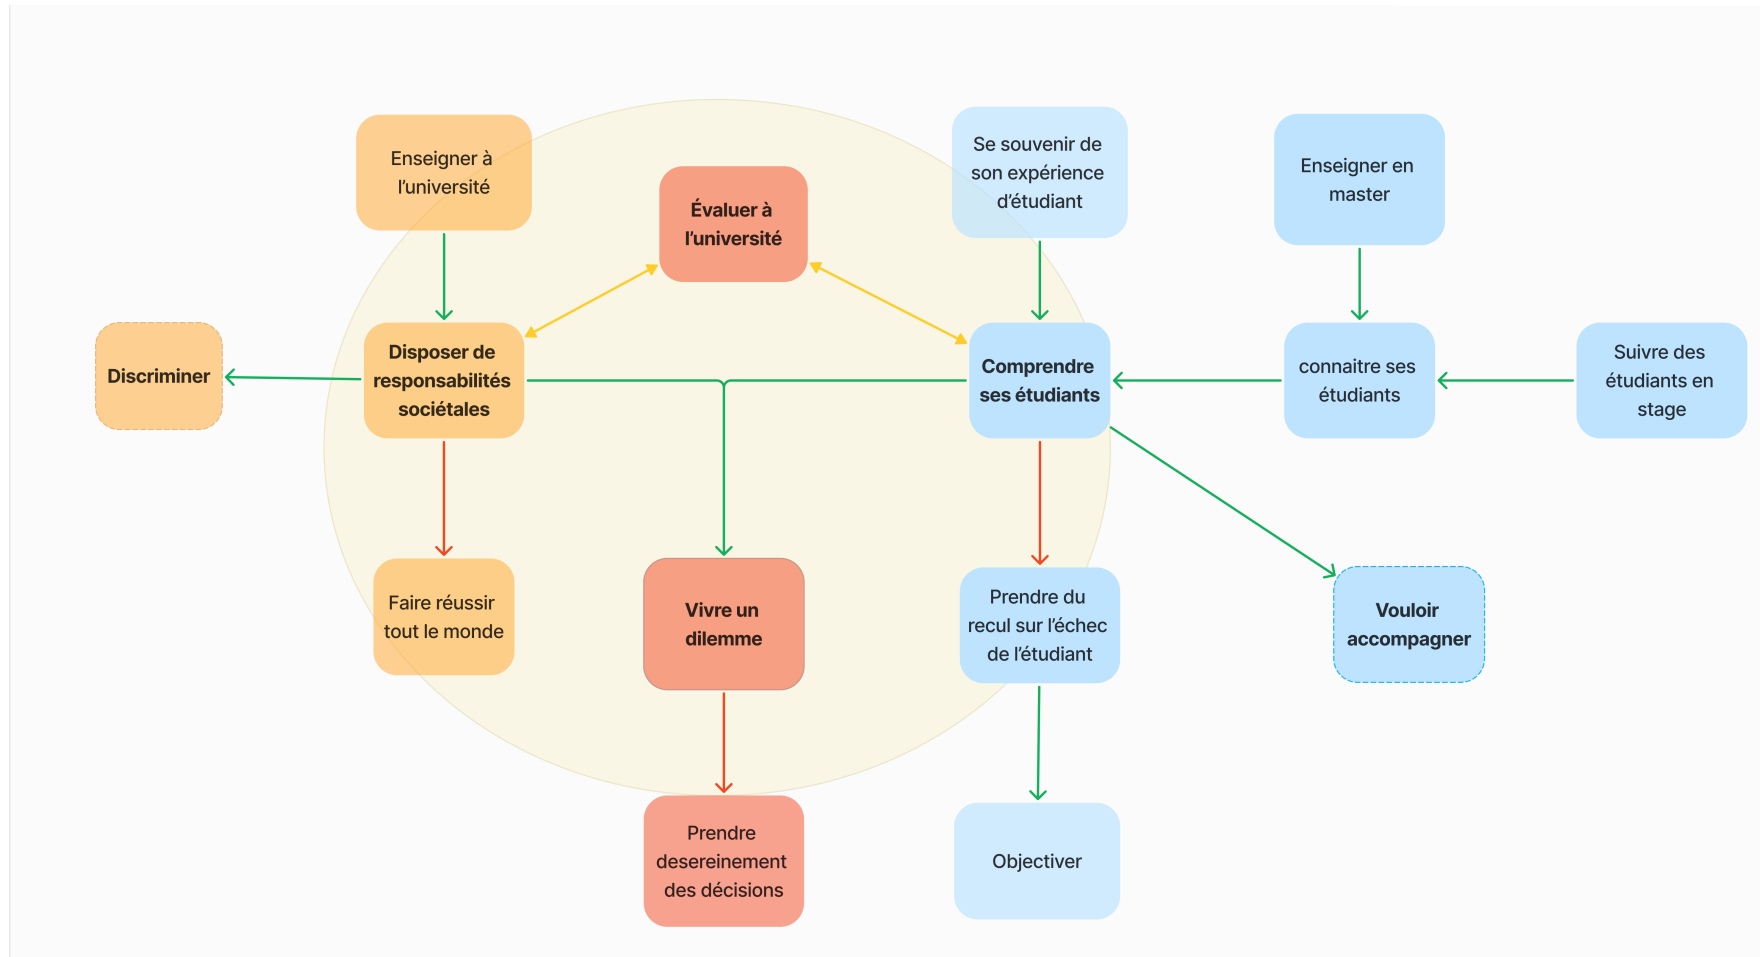 Enseigner à
l’université
Évaluer à
l’université
Se souvenir de
son expérience
d’étudiant
Enseigner en
master
Discriminer
Disposer de
responsabilités
sociétales
Comprendre
ses étudiants
connaitre ses
étudiants
Suivre des
étudiants en
stage
Faire réussir
tout le monde
Vivre un
dilemme
Prendre du
recul sur l’échec
de l’étudiant
Vouloir
accompagner
Prendre
desereinement
des décisions
Objectiver